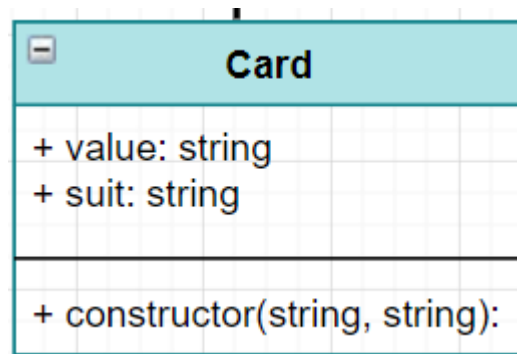 Card
+ value: string
+ suit: string
+ constructor(string, string):